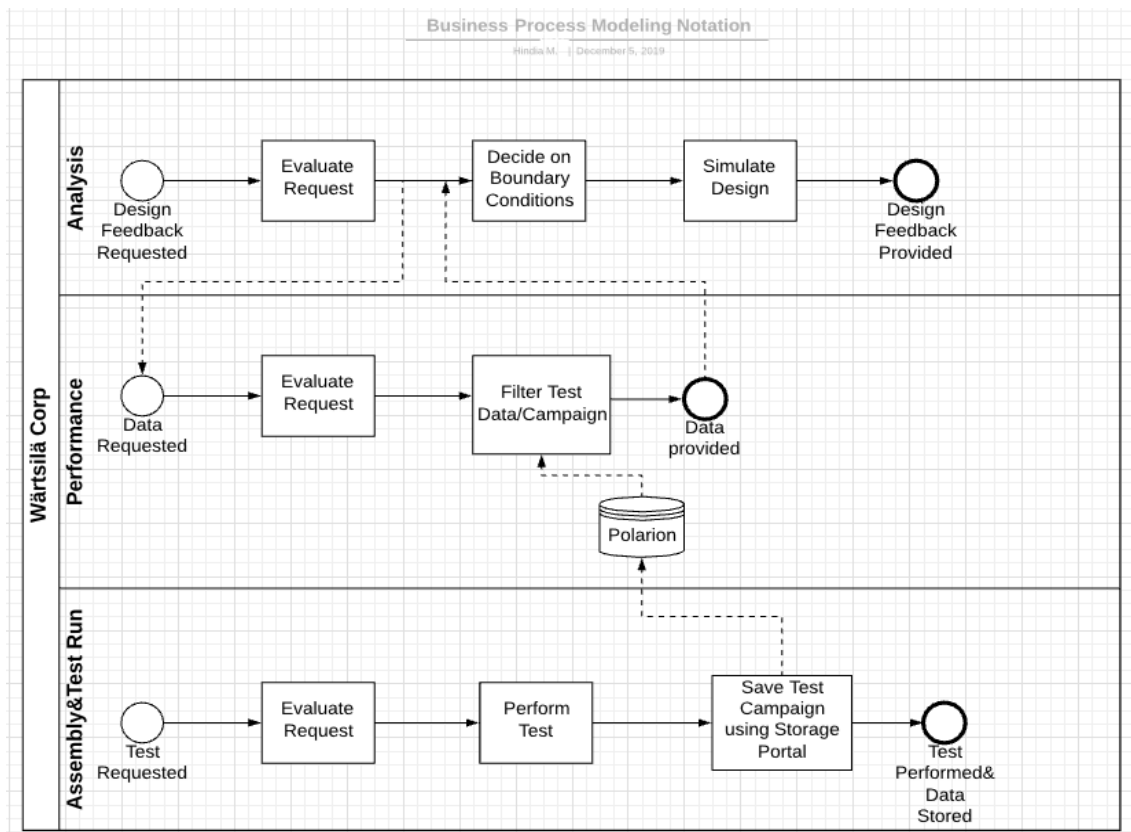 Business Process Modeling Notation
Hindia M. | December 5, 2019
Wärtsilä Corp
Analysis
Design
Feedback
Requested
Evaluate
Request
Decide on
Boundary
Conditions
Simulate
Design
Design
Feedback
Provided
Performance
Data
Requested
Evaluate
Request
Filter Test
Data/Campaign
Data
provided
Polarion
Assembly&Test Run
Test
Requested
Evaluate
Request
Perform
Test
Save Test
Campaign
using Storage
Portal
Test
Performed&
Data
Stored